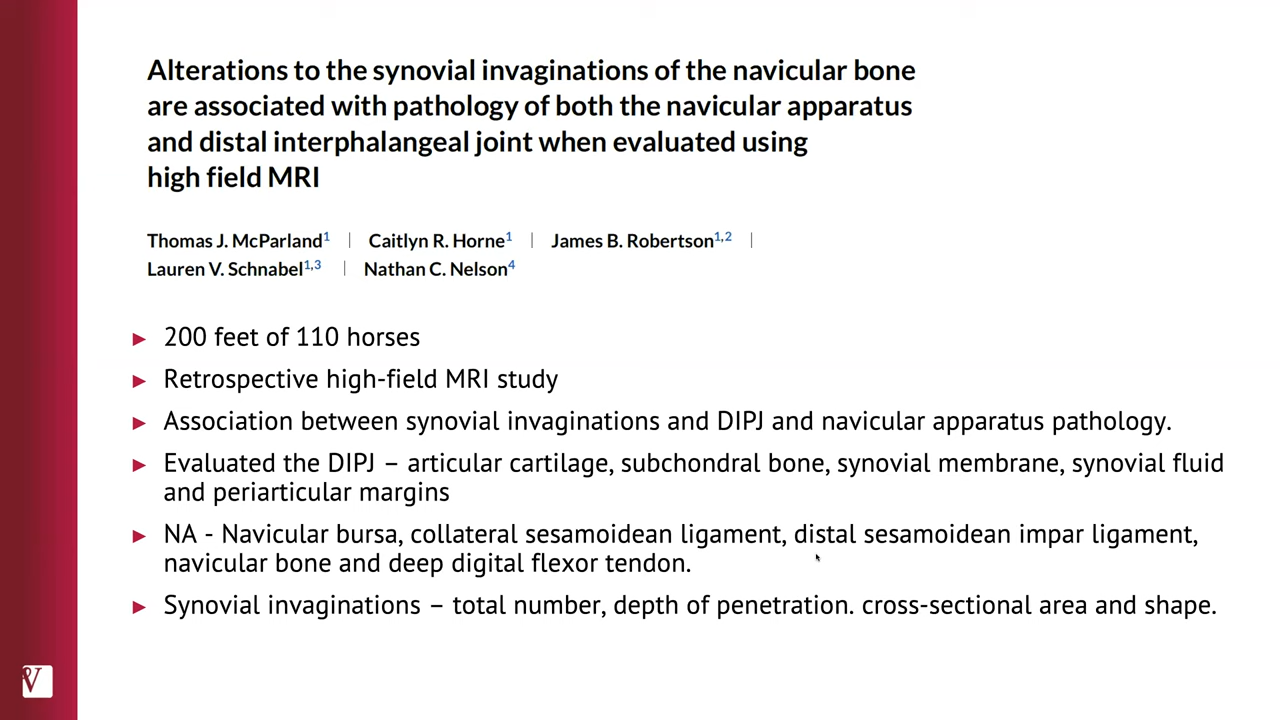 Alterations to the synovial invaginations of the navicular bone
are associated with pathology of both the navicular apparatus
and distal interphalangeal joint when evaluated using
high field MRI
Thomas J. McParland1 | Caitlyn R. Horne1 | James B. Robertson1,2 |
Lauren V. Schnabel1,3 | Nathan C. Nelson4
► 200 feet of 110 horses
► Retrospective high-field MRI study
► Association between synovial invaginations and DIPJ and navicular apparatus pathology.
► Evaluated the DIPJ – articular cartilage, subchondral bone, synovial membrane, synovial fluid
and periarticular margins
► NA - Navicular bursa, collateral sesamoidean ligament, distal sesamoidean impar ligament,
navicular bone and deep digital flexor tendon.
► Synovial invaginations – total number, depth of penetration. cross-sectional area and shape.